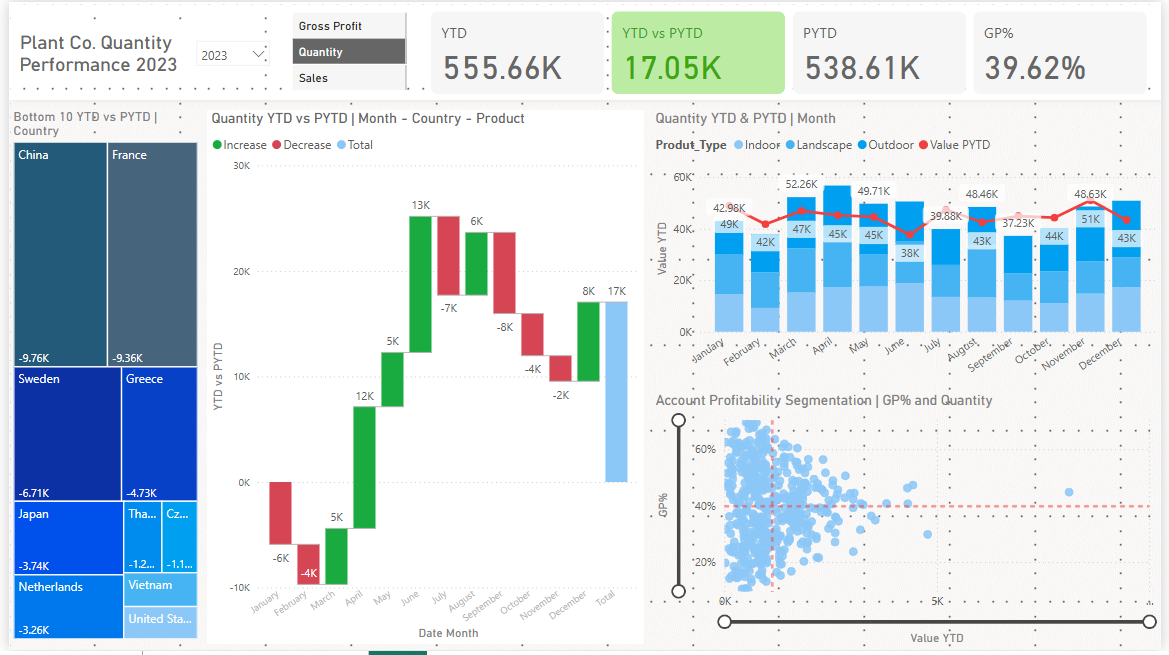 Plant Co. Quantity
Performance 2023
2023
Gross Profit
Quantity
Sales
YTD
555.66K
YTD vs PYTD
17.05K
PYTD
538.61K
GP%
39.62%
Bottom 10 YTD vs PYTD |
Country
China
-9.76K
France
-9.36K
Sweden
-6.71K
Greece
-4.73K
Japan
-3.74K
Tha...
-1.2...
Cz...
-1.1...
Netherlands
-3.26K
Vietnam
United Sta...
Quantity YTD vs PYTD | Month - Country - Product
Increase Decrease Total
YTD vs PYTD
30K
20K
10K
0K
-10K
-6K
-4K
5K
12K
5K
13K
-7K
6K
-8K
-4K
-2K
8K
17K
January
February
March
April
May
June
July
August
September
October
November
December
Total
Date Month
Quantity YTD & PYTD | Month
Produt_Type Indoor Landscape Outdoor Value PYTD
Value YTD
60K
40K
20K
0K
42.98K
52.26K
49.71K
39.88K
48.46K
37.23K
48.63K
49K
42K
47K
45K
45K
38K
43K
44K
51K
43K
January
February
March
April
May
June
July
August
September
October
November
December
Account Profitability Segmentation | GP% and Quantity
GP%
60%
40%
20%
0K
5K
Value YTD